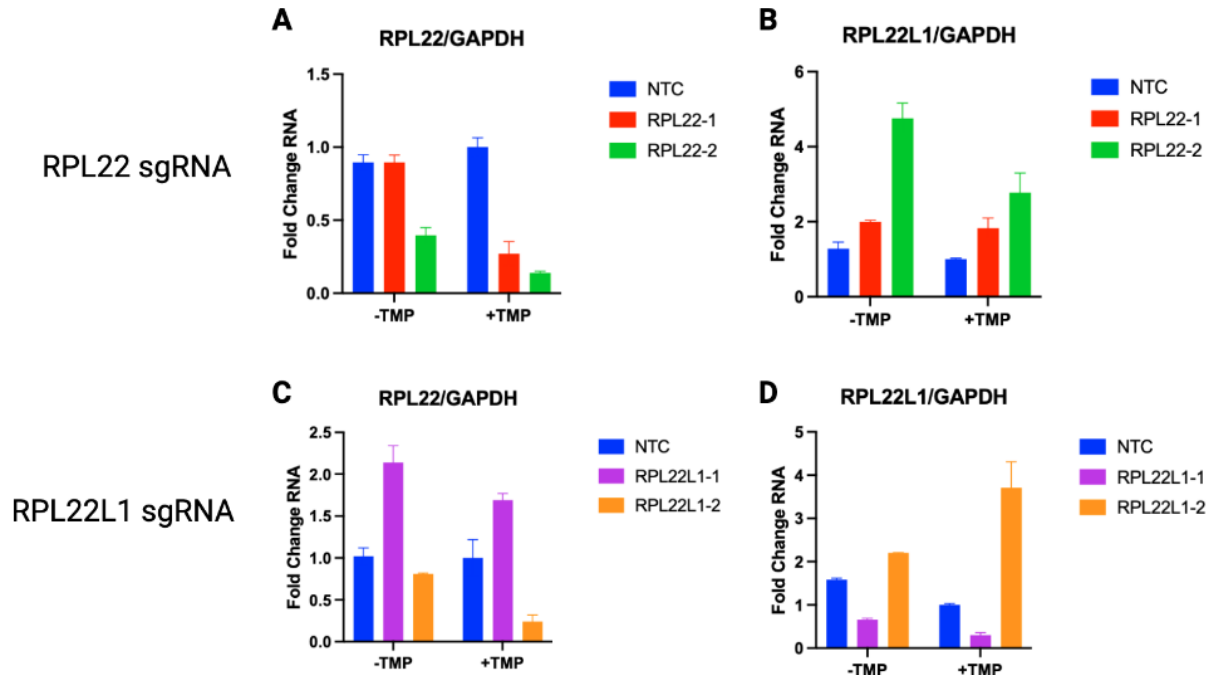 A
RPL22/GAPDH
Fold Change RNA
1.5
1.0
0.5
0.0
-TMP
+TMP
NTC
RPL22-1
RPL22-2
B
RPL22L1/GAPDH
Fold Change RNA
6
4
2
0
-TMP
+TMP
NTC
RPL22-1
RPL22-2
RPL22 sgRNA
C
RPL22/GAPDH
Fold Change RNA
2.5
2.0
1.5
1.0
0.5
0.0
-TMP
+TMP
NTC
RPL22L1-1
RPL22L1-2
D
RPL22L1/GAPDH
Fold Change RNA
5
4
3
2
1
0
-TMP
+TMP
NTC
RPL22L1-1
RPL22L1-2
RPL22L1 sgRNA